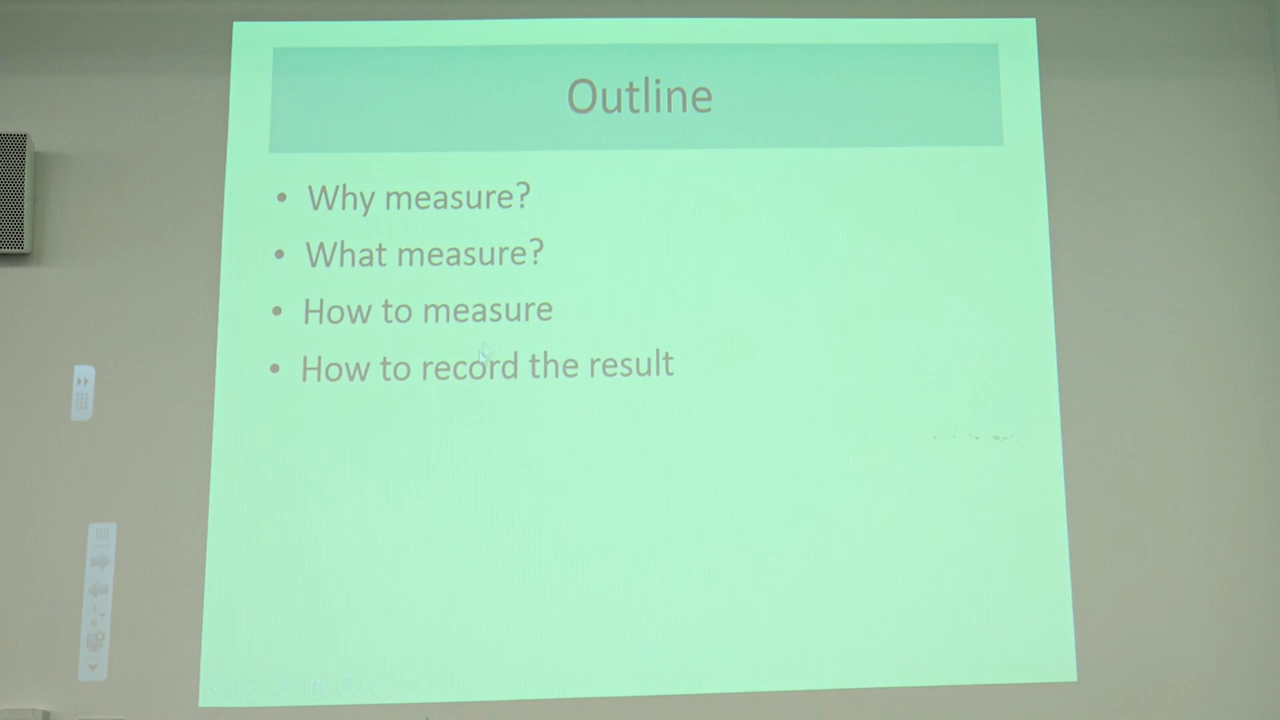 Outline
• Why measure?
• What measure?
• How to measure
• How to record the result